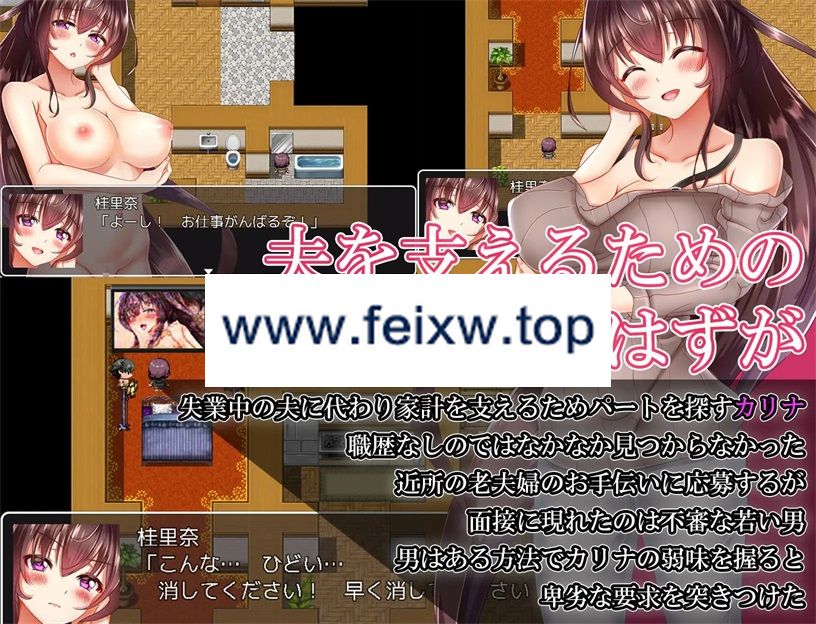 桂里奈
「よーし！　お仕事がんばるぞ！」
桂里奈
夫を支えるための
はずが
www.feixw.top
失業中の夫に代わり家計を支えるためパートを探すカリナ
職歴なしのではなかなか見つからなかった
近所の老夫婦のお手伝いに応募するが
面接に現れたのは不審な若い男
男はある方法でカリナの弱味を握ると
卑劣な要求を突きつけた
桂里奈
「こんな…　ひどい…
消してください！　早く消し
さい